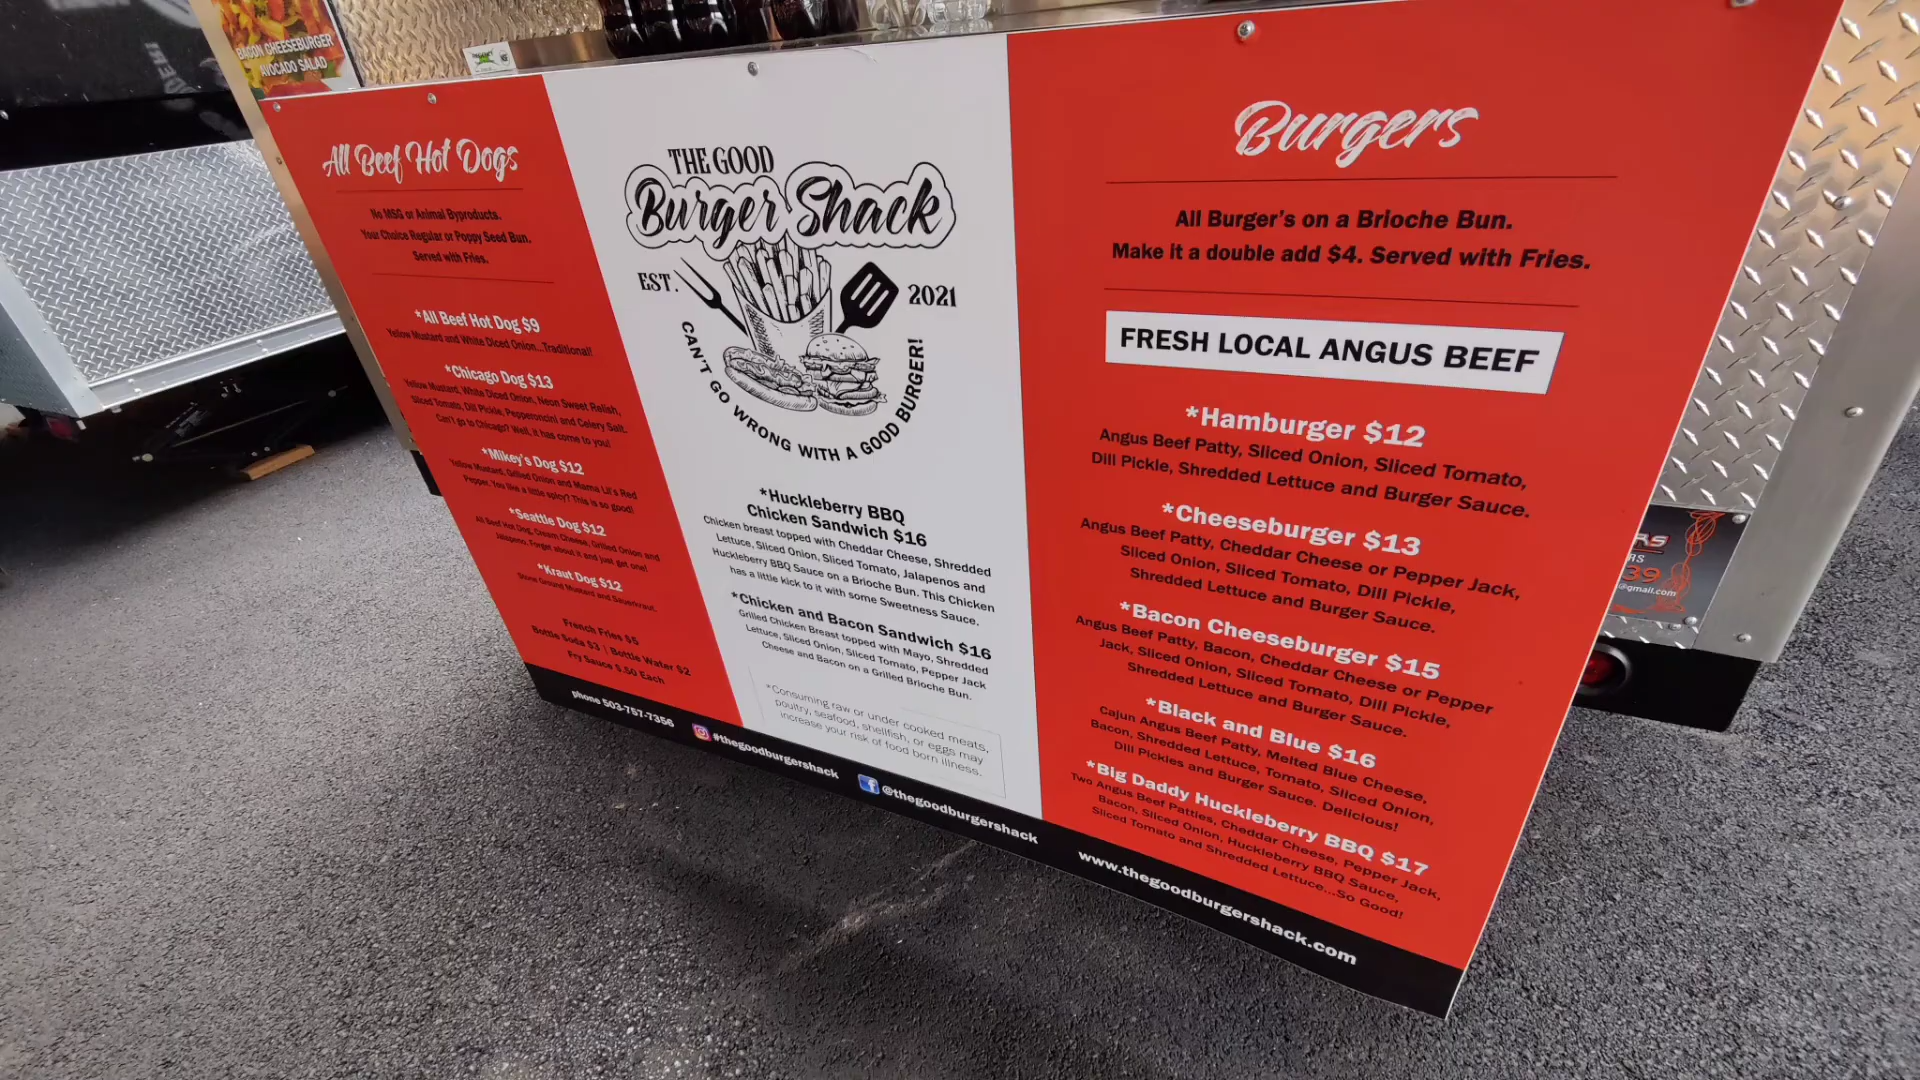 BACON CHEESEBURGER
AVOCADO SALAD
All Beef Hot Dogs
No MSG or Animal Byproducts.
Your Choice Regular or Poppy Seed Bun.
Served with Fries.
*All Beef Hot Dog $9
Yellow Mustard and White Diced Onion...Traditional!
*Chicago Dog $13
Yellow Mustard, White Diced Onion, Neon Sweet Relish,
Sliced Tomato, Dill Pickle, Pepperoncini and Celery Salt.
Can't go to Chicago? Well, it has come to you!
*Mikey's Dog $12
Yellow Mustard, Grilled Onion and Mama Lil's Red
Pepper. You like a little spicy? This is so good!
*Seattle Dog $12
All Beef Hot Dog, Cream Cheese, Grilled Onion and
Jalapeno. Forget about it and just get one!
*Kraut Dog $12
Stone Ground Mustard and Sauerkraut.
French Fries $5
Bottle Soda $3 | Bottle Water $2
Fry Sauce $.50 Each
THE GOOD
Burger Shack
EST. 2021
CAN'T GO WRONG WITH A GOOD BURGER!
*Huckleberry BBQ
Chicken Sandwich $16
Chicken breast topped with Cheddar Cheese, Shredded
Lettuce, Sliced Onion, Sliced Tomato, Jalapenos and
Huckleberry BBQ Sauce on a Brioche Bun. This Chicken
has a little kick to it with some Sweetness Sauce.
*Chicken and Bacon Sandwich $16
Grilled Chicken Breast topped with Mayo, Shredded
Lettuce, Sliced Onion, Sliced Tomato, Pepper Jack
Cheese and Bacon on a Grilled Brioche Bun.
*Consuming raw or under cooked meats,
poultry, seafood, shellfish, or eggs may
increase your risk of food born illness.
Burgers
All Burger's on a Brioche Bun.
Make it a double add $4. Served with Fries.
FRESH LOCAL ANGUS BEEF
*Hamburger $12
Angus Beef Patty, Sliced Onion, Sliced Tomato,
Dill Pickle, Shredded Lettuce and Burger Sauce.
*Cheeseburger $13
Angus Beef Patty, Cheddar Cheese or Pepper Jack,
Sliced Onion, Sliced Tomato, Dill Pickle,
Shredded Lettuce and Burger Sauce.
*Bacon Cheeseburger $15
Angus Beef Patty, Bacon, Cheddar Cheese or Pepper
Jack, Sliced Onion, Sliced Tomato, Dill Pickle,
Shredded Lettuce and Burger Sauce.
*Black and Blue $16
Cajun Angus Beef Patty, Melted Blue Cheese,
Bacon, Shredded Lettuce, Tomato, Sliced Onion,
Dill Pickles and Burger Sauce. Delicious!
*Big Daddy Huckleberry BBQ $17
Two Angus Beef Patties, Cheddar Cheese, Pepper Jack,
Bacon, Sliced Onion, Huckleberry BBQ Sauce,
Sliced Tomato and Shredded Lettuce...So Good!
phone 503-757-7356
#thegoodburgershack
@thegoodburgershack
www.thegoodburgershack.com
39
@gmail.com